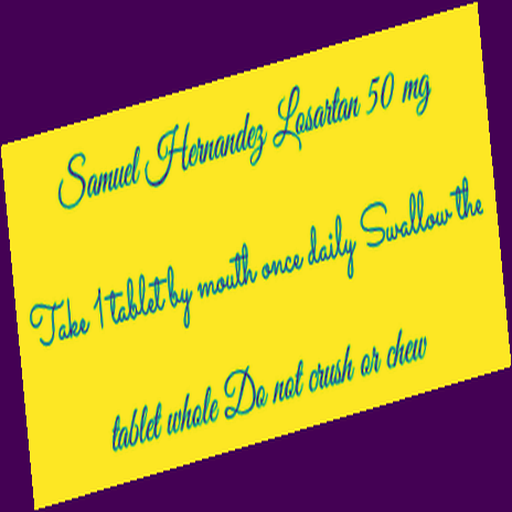 Samuel Hernandez Losartan 50 mg
Take 1 tablet by mouth once daily Swallow the
tablet whole Do not crush or chew